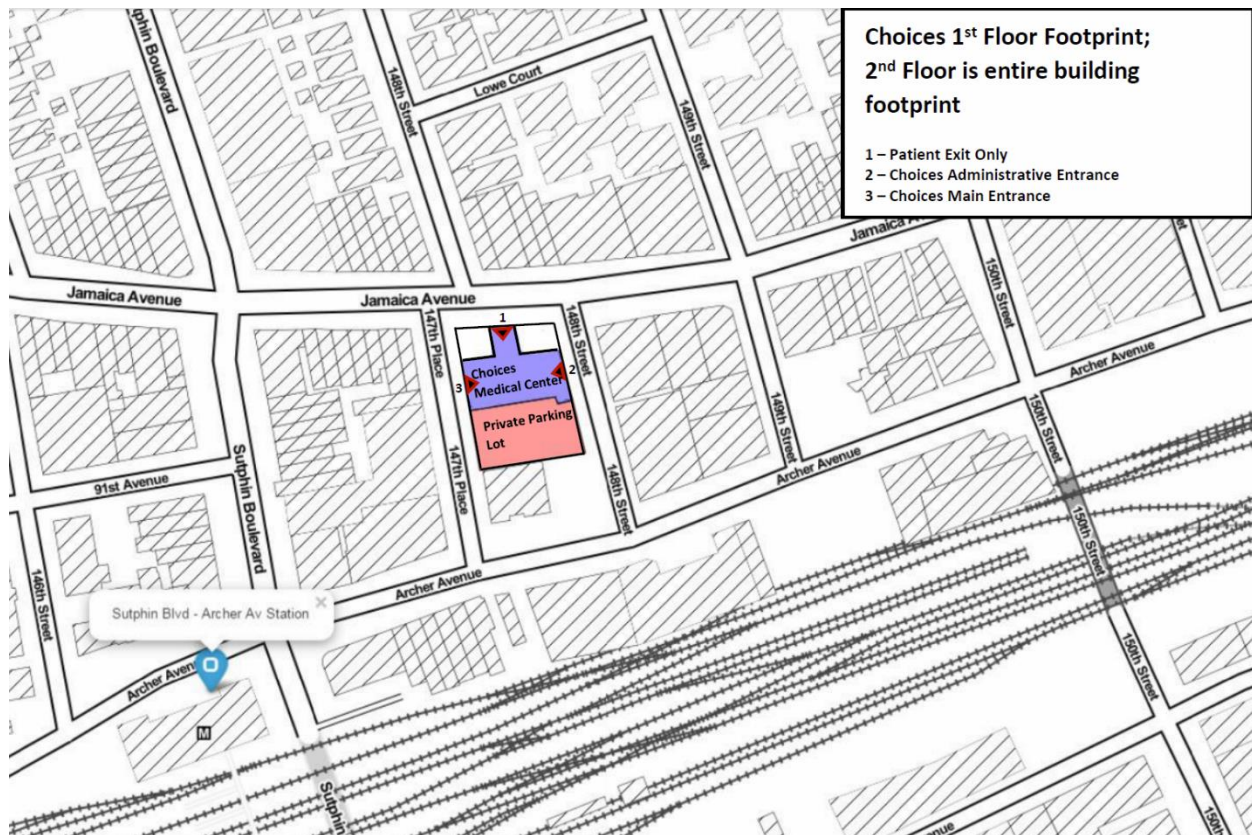 Choices 1st Floor Footprint;
2nd Floor is entire building
footprint
1 – Patient Exit Only
2 – Choices Administrative Entrance
3 – Choices Main Entrance
Sutphin Boulevard
148th Street
Lowe Court
149th Street
Jamaica Avenue
Jamaica Avenue
150th Street
Archer Avenue
147th Place
1
148th Street
Choices
Medical Center
2
3
Private Parking
Lot
149th Street
150th Street
147th Place
148th Street
Archer Avenue
Sutphin Boulevard
91st Avenue
150th Street
146th Street
Archer Avenue
Sutphin Blvd - Archer Av Station
×
Archer Avenue
150th Street
M
Sutphin